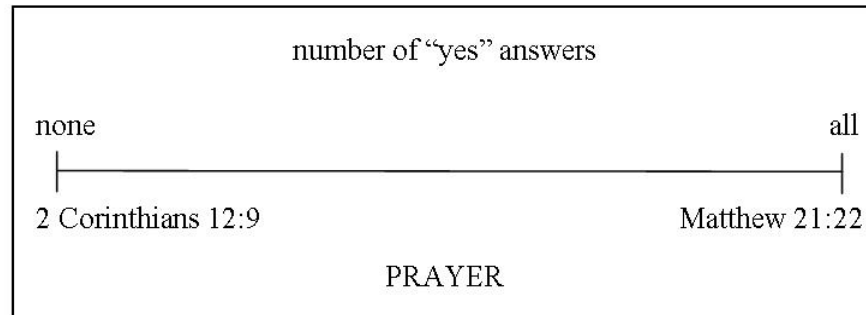 number of “yes” answers
none all
2 Corinthians 12:9 Matthew 21:22
PRAYER